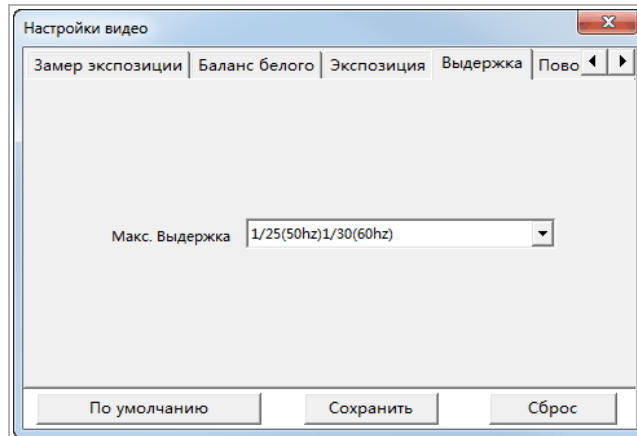 Настройки видео
Замер экспозиции Баланс белого Экспозиция Выдержка Пово
Макс. Выдержка 1/25(50hz)1/30(60hz)
По умолчанию Сохранить Сброс